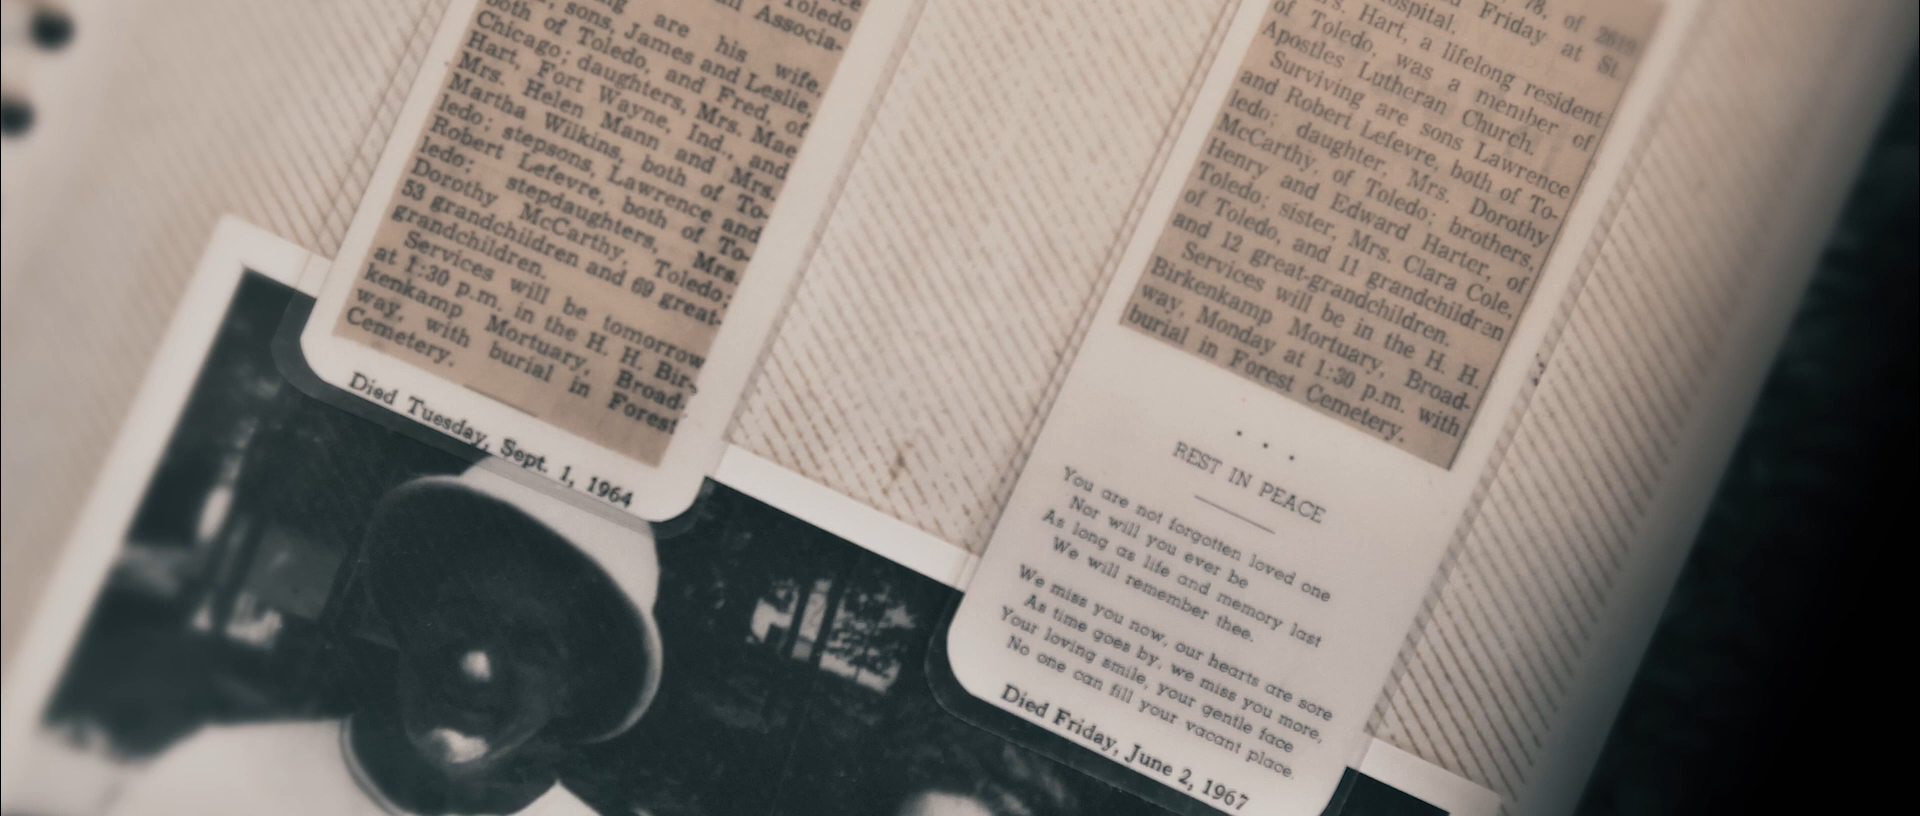 Toledo
Associa-
are his wife,
sons, James and Leslie,
both of Toledo, and Fred, of
Chicago; daughters, Mrs. Mae
Hart, Fort Wayne, Ind., and
Mrs. Helen Mann and Mrs.
Martha Wilkins, both of To-
ledo; stepsons, Lawrence and
Robert Lefevre, both of To-
ledo; stepdaughters, Mrs.
Dorothy McCarthy, Toledo;
53 grandchildren and 69 great-
grandchildren.
Services will be tomorrow
at 1:30 p.m. in the H. H. Bir-
kenkamp Mortuary, Broad-
way, with burial in Forest
Cemetery.
Died Tuesday, Sept. 1, 1964
78, of 2619
Friday at St.
Hospital.
Mrs. Hart, a lifelong resident
of Toledo, was a member of
Apostles Lutheran Church.
Surviving are sons Lawrence
and Robert Lefevre, both of To-
ledo; daughter, Mrs. Dorothy
McCarthy, of Toledo; brothers,
Henry and Edward Harter, of
Toledo; sister, Mrs. Clara Cole,
of Toledo, and 11 grandchildren
and 12 great-grandchildren.
Services will be in the H. H.
Birkenkamp Mortuary, Broad-
way, Monday at 1:30 p.m. with
burial in Forest Cemetery.
REST IN PEACE
You are not forgotten loved one
Nor will you ever be
As long as life and memory last
We will remember thee.
We miss you now, our hearts are sore
As time goes by, we miss you more,
Your loving smile, your gentle face
No one can fill your vacant place.
Died Friday, June 2, 1967